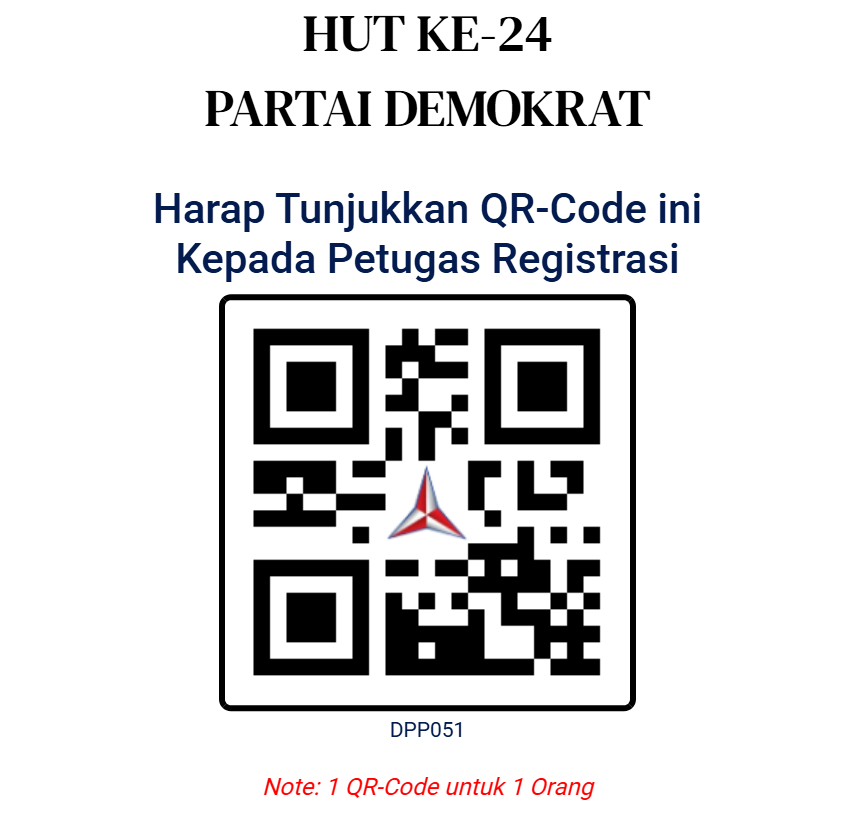 HUT KE-24
PARTAI DEMOKRAT
Harap Tunjukkan QR-Code ini
Kepada Petugas Registrasi
DPP051
Note: 1 QR-Code untuk 1 Orang